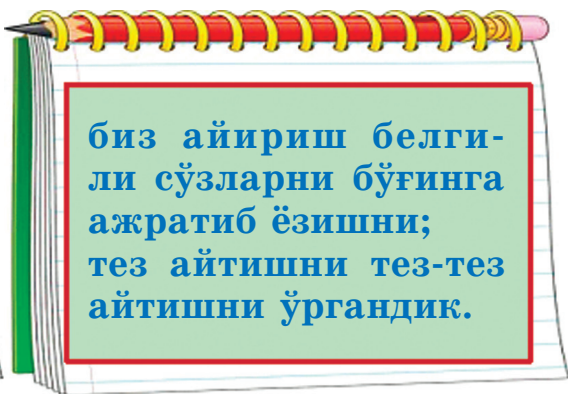 биз айириш белги-
ли сўзларни бўғинга
ажратиб ёзишни;
тез айтишни тез-тез
айтишни ўргандик.